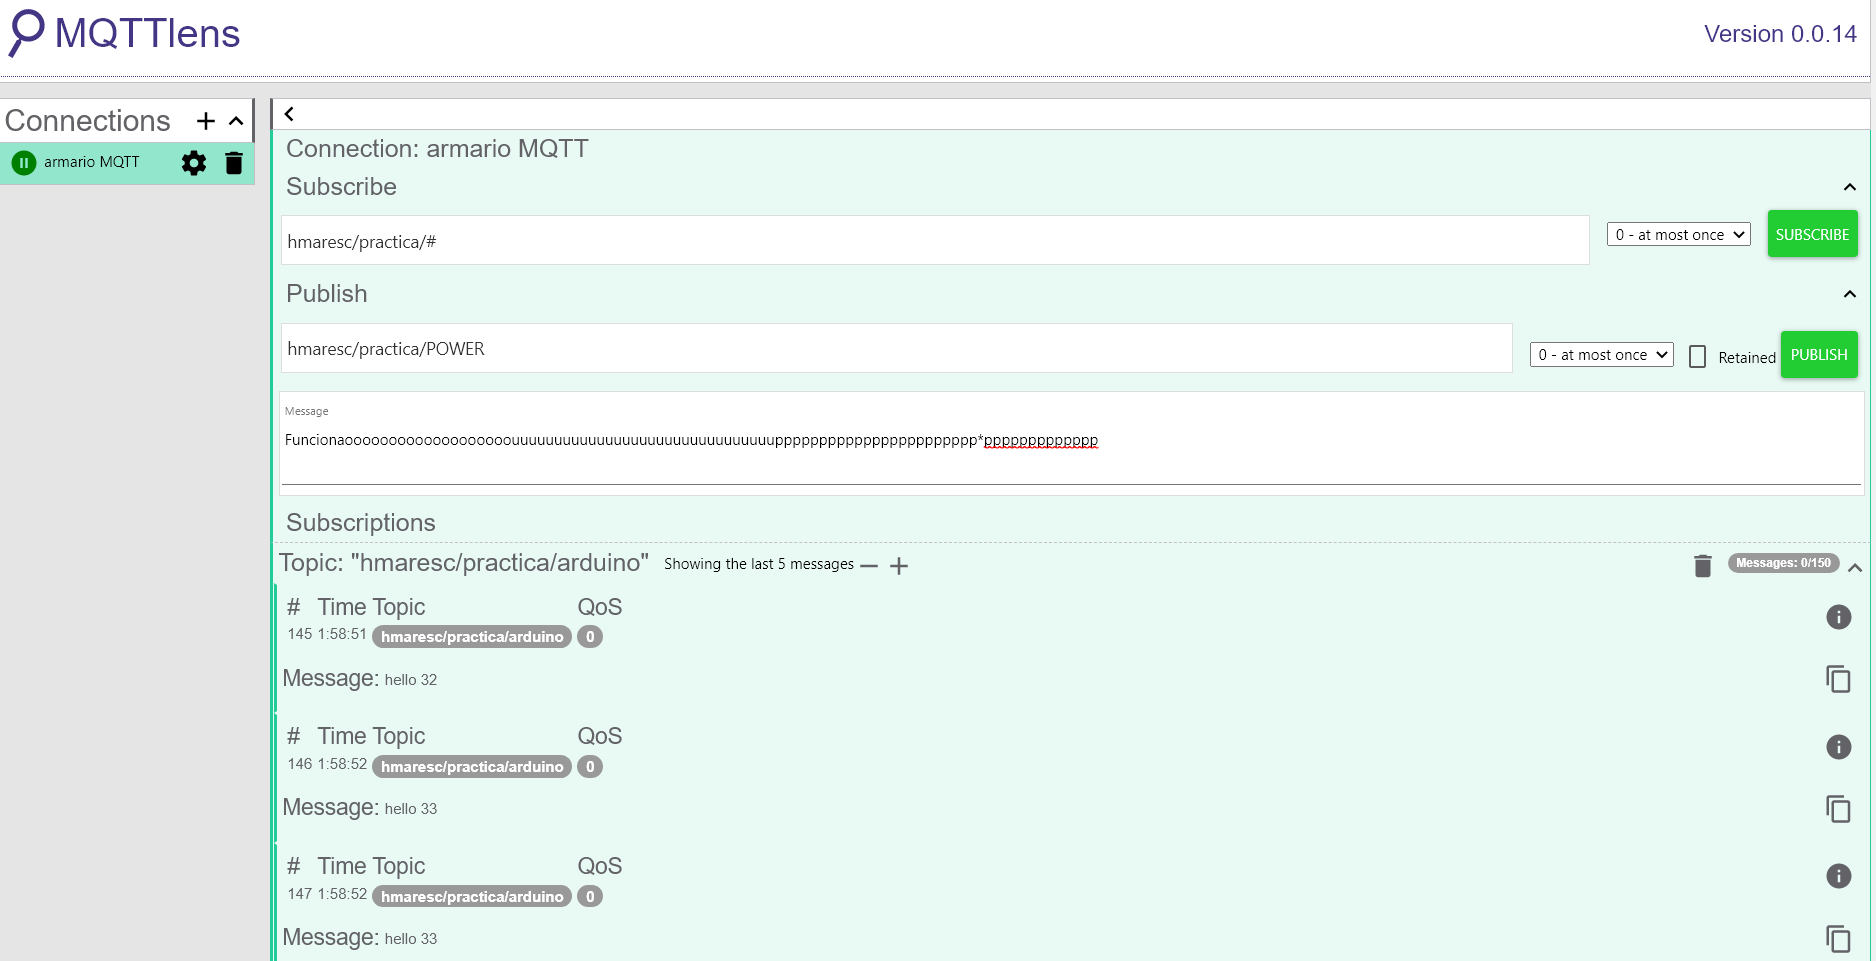 MQTTlens
Version 0.0.14
Connections
armario MQTT
Connection: armario MQTT
Subscribe
hmaresc/practica/#
0 - at most once
SUBSCRIBE
Publish
hmaresc/practica/POWER
0 - at most once
Retained
PUBLISH
Message
Funcionaooooooooooooooooooouuuuuuuuuuuuuuuuuuuuuuuuuuuuuuupppppppppppppppppppppppp*ppppppppppppp
Subscriptions
Topic: "hmaresc/practica/arduino" Showing the last 5 messages
Messages: 0/150
# Time Topic QoS
145 1:58:51 hmaresc/practica/arduino 0
Message: hello 32
# Time Topic QoS
146 1:58:52 hmaresc/practica/arduino 0
Message: hello 33
# Time Topic QoS
147 1:58:52 hmaresc/practica/arduino 0
Message: hello 33